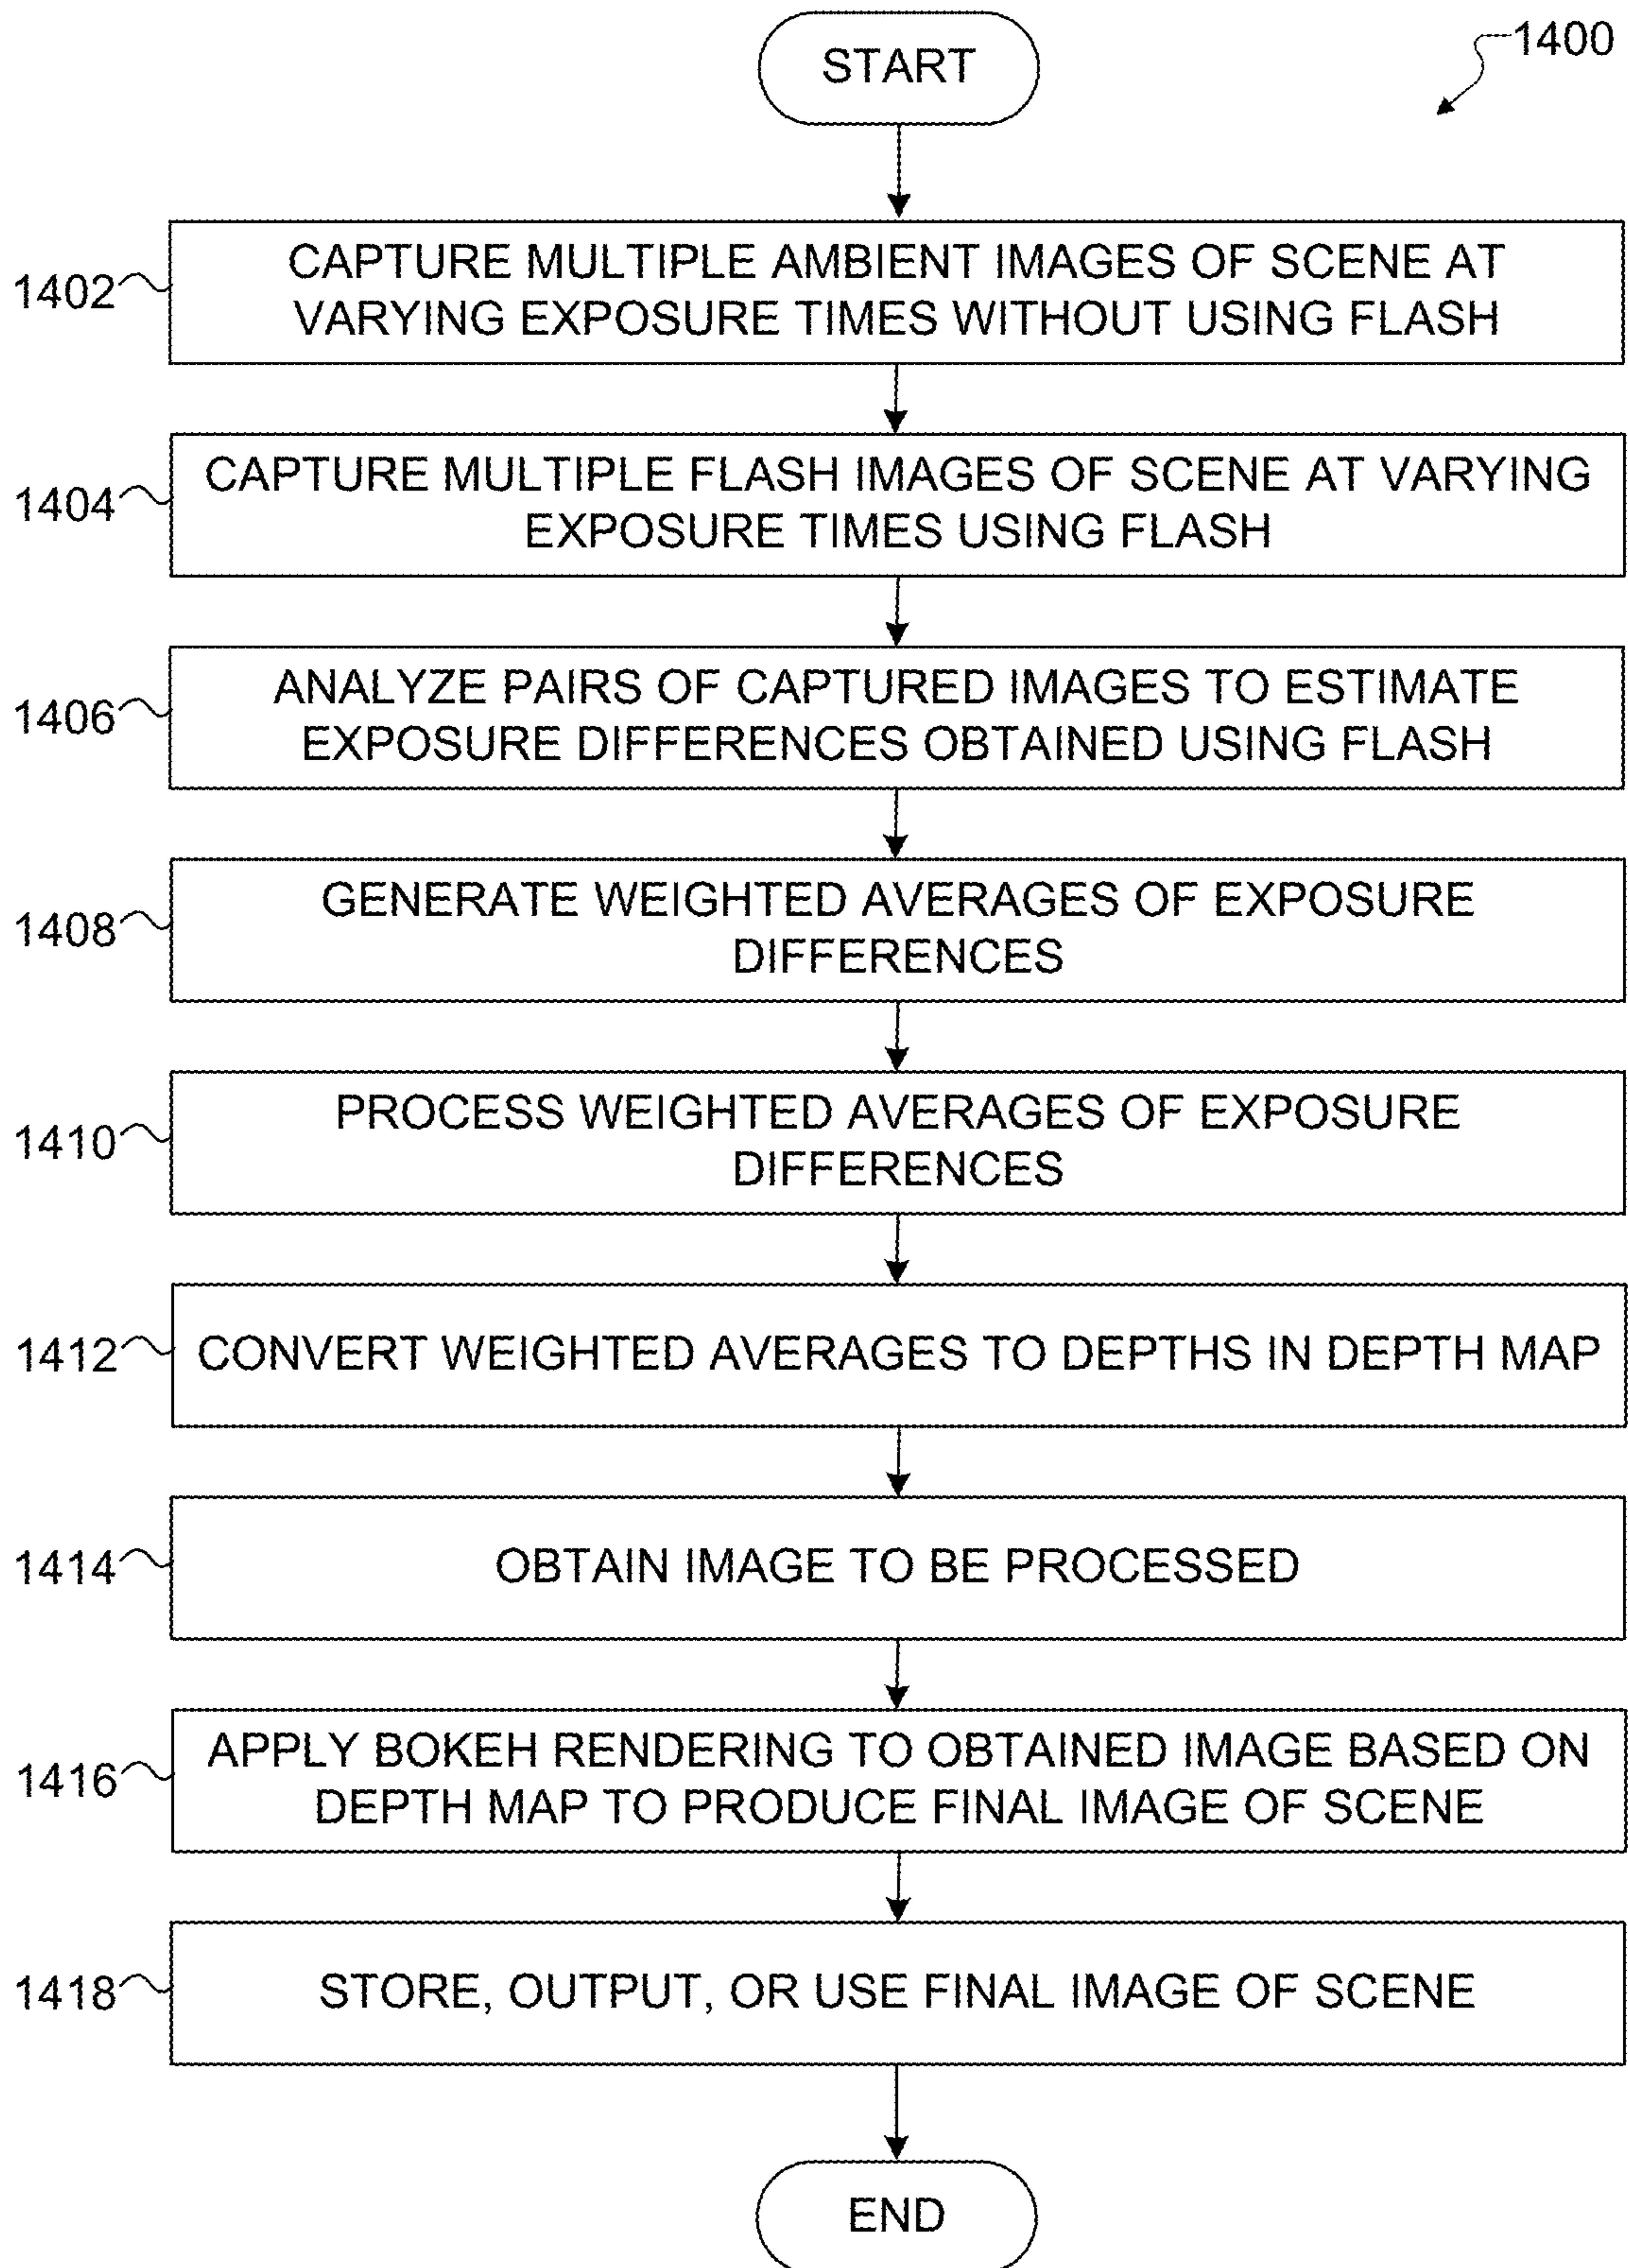 START
1400
1402
CAPTURE MULTIPLE AMBIENT IMAGES OF SCENE AT
VARYING EXPOSURE TIMES WITHOUT USING FLASH
1404
CAPTURE MULTIPLE FLASH IMAGES OF SCENE AT VARYING
EXPOSURE TIMES USING FLASH
1406
ANALYZE PAIRS OF CAPTURED IMAGES TO ESTIMATE
EXPOSURE DIFFERENCES OBTAINED USING FLASH
1408
GENERATE WEIGHTED AVERAGES OF EXPOSURE
DIFFERENCES
1410
PROCESS WEIGHTED AVERAGES OF EXPOSURE
DIFFERENCES
1412
CONVERT WEIGHTED AVERAGES TO DEPTHS IN DEPTH MAP
1414
OBTAIN IMAGE TO BE PROCESSED
1416
APPLY BOKEH RENDERING TO OBTAINED IMAGE BASED ON
DEPTH MAP TO PRODUCE FINAL IMAGE OF SCENE
1418
STORE, OUTPUT, OR USE FINAL IMAGE OF SCENE
END